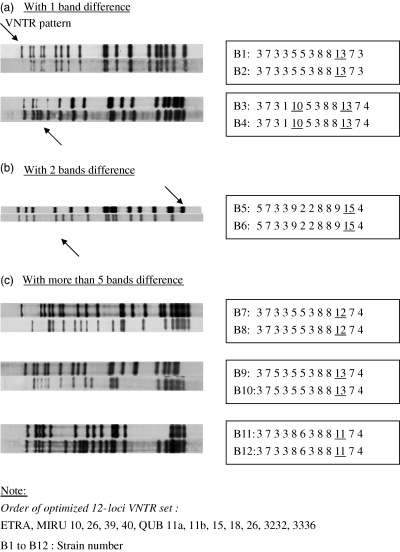 (a) With 1 band difference
VNTR pattern
B1: 3 7 3 3 5 5 3 8 8 13 7 3
B2: 3 7 3 3 5 5 3 8 8 13 7 3
B3: 3 7 3 1 10 5 3 8 8 13 7 4
B4: 3 7 3 1 10 5 3 8 8 13 7 4
(b) With 2 bands difference
B5: 5 7 3 3 9 2 2 8 8 9 15 4
B6: 5 7 3 3 9 2 2 8 8 9 15 4
(c) With more than 5 bands difference
B7: 3 7 3 3 5 5 3 8 8 12 7 4
B8: 3 7 3 3 5 5 3 8 8 12 7 4
B9: 3 7 5 3 5 5 3 8 8 13 7 4
B10: 3 7 5 3 5 5 3 8 8 13 7 4
B11: 3 7 3 3 8 6 3 8 8 11 7 4
B12: 3 7 3 3 8 6 3 8 8 11 7 4
Note:
Order of optimized 12-loci VNTR set :
ETRA, MIRU 10, 26, 39, 40, QUB 11a, 11b, 15, 18, 26, 3232, 3336
B1 to B12 : Strain number